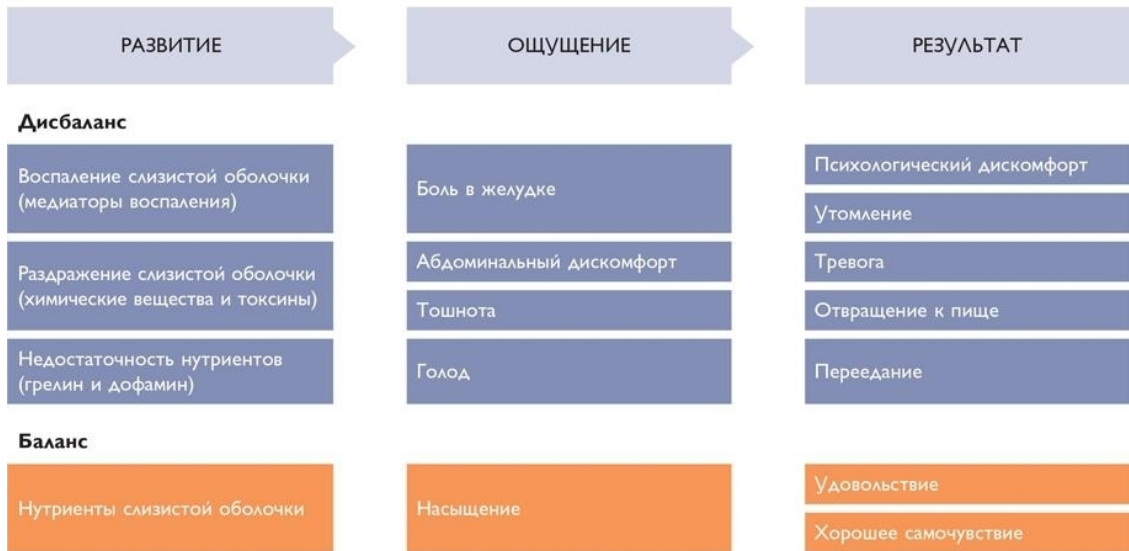 РАЗВИТИЕ
ОЩУЩЕНИЕ
РЕЗУЛЬТАТ
Дисбаланс
Воспаление слизистой оболочки
(медиаторы воспаления)
Боль в желудке
Психологический дискомфорт
Утомление
Раздражение слизистой оболочки
(химические вещества и токсины)
Абдоминальный дискомфорт
Тошнота
Тревога
Отвращение к пище
Недостаточность нутриентов
(грелин и дофамин)
Голод
Переедание
Баланс
Нутриенты слизистой оболочки
Насыщение
Удовольствие
Хорошее самочувствие